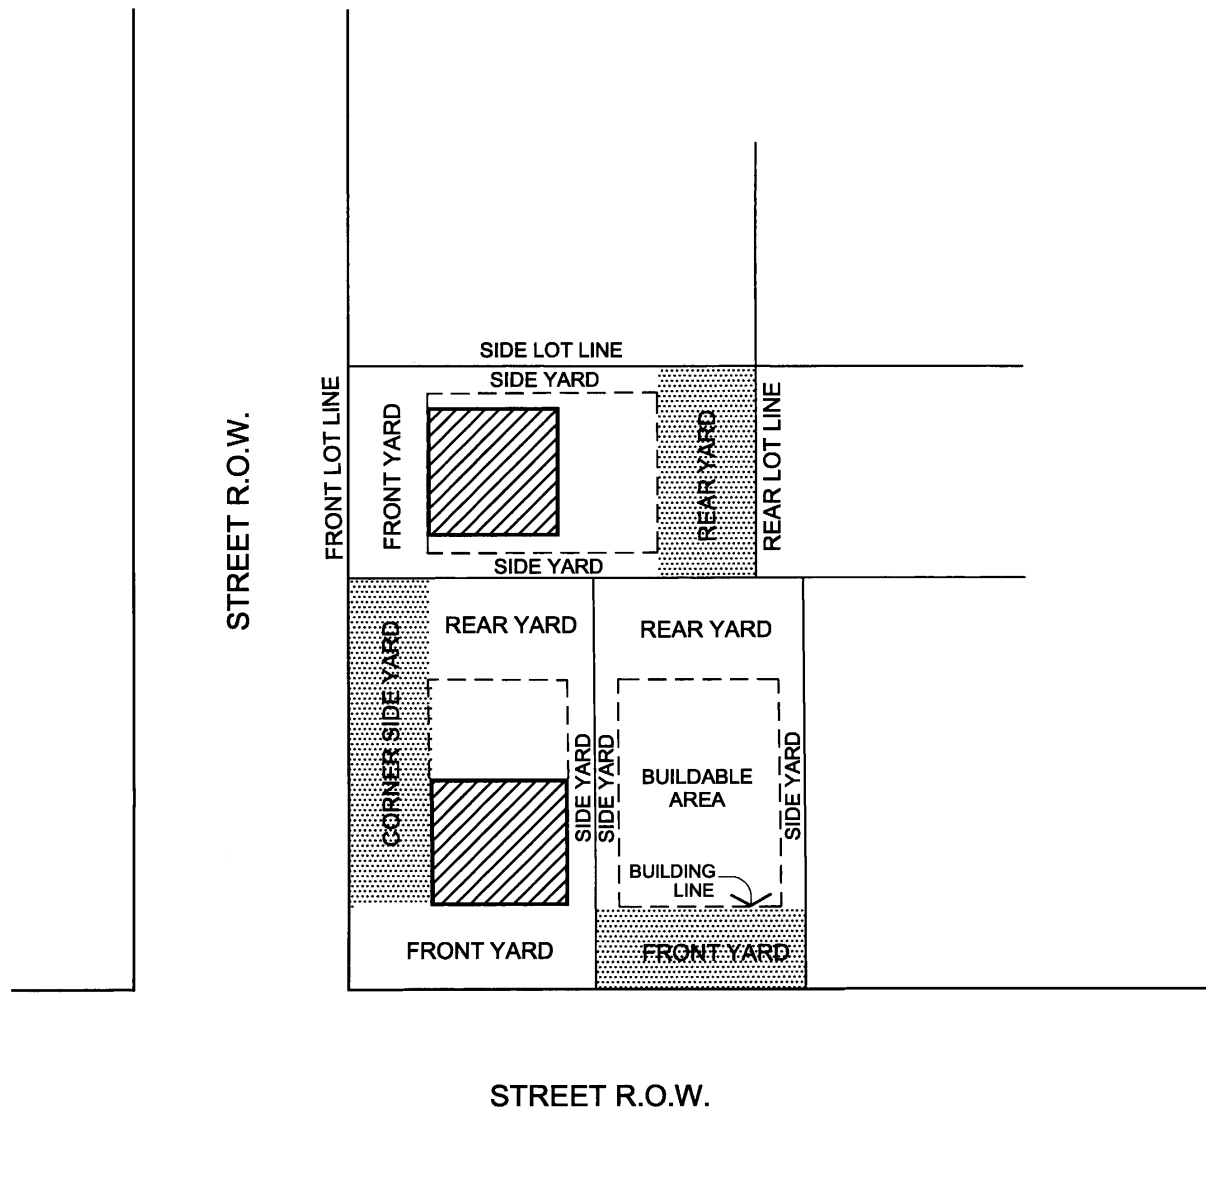 SIDE LOT LINE
SIDE YARD
STREET R.O.W.
FRONT LOT LINE
FRONT YARD
REAR YARD
REAR LOT LINE
SIDE YARD
CORNER SIDE YARD
REAR YARD
REAR YARD
SIDE YARD
SIDE YARD
BUILDABLE
AREA
SIDE YARD
BUILDING
LINE
FRONT YARD
FRONT YARD
STREET R.O.W.